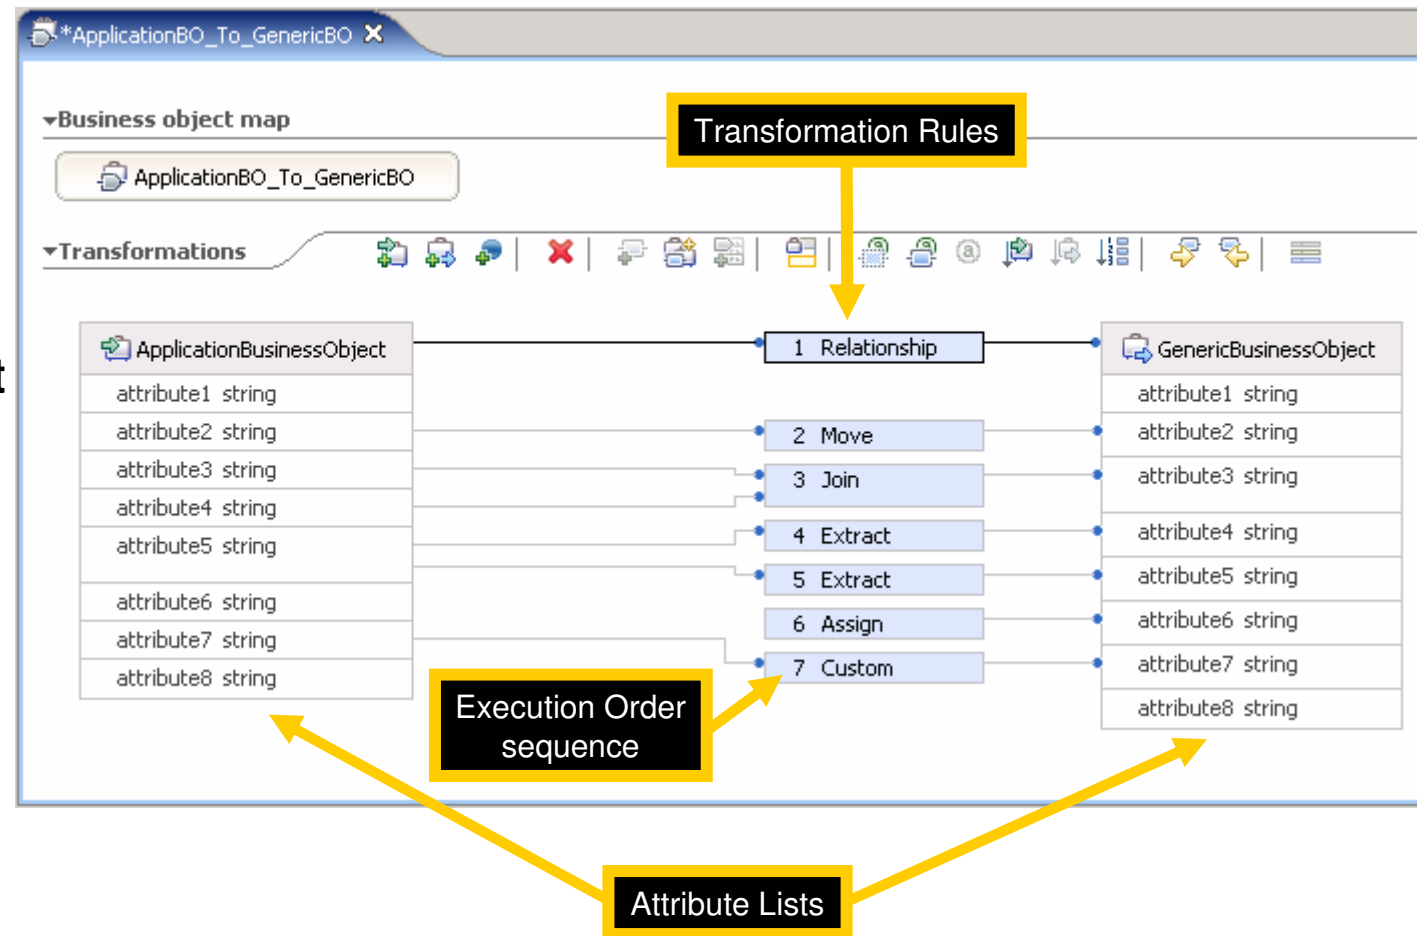 *ApplicationBO_To_GenericBO
Business object map
Transformation Rules
ApplicationBO_To_GenericBO
Transformations
t
ApplicationBusinessObject
attribute1 string
attribute2 string
attribute3 string
attribute4 string
attribute5 string
attribute6 string
attribute7 string
attribute8 string
1 Relationship
2 Move
3 Join
4 Extract
5 Extract
6 Assign
7 Custom
GenericBusinessObject
attribute1 string
attribute2 string
attribute3 string
attribute4 string
attribute5 string
attribute6 string
attribute7 string
attribute8 string
Execution Order
sequence
Attribute Lists